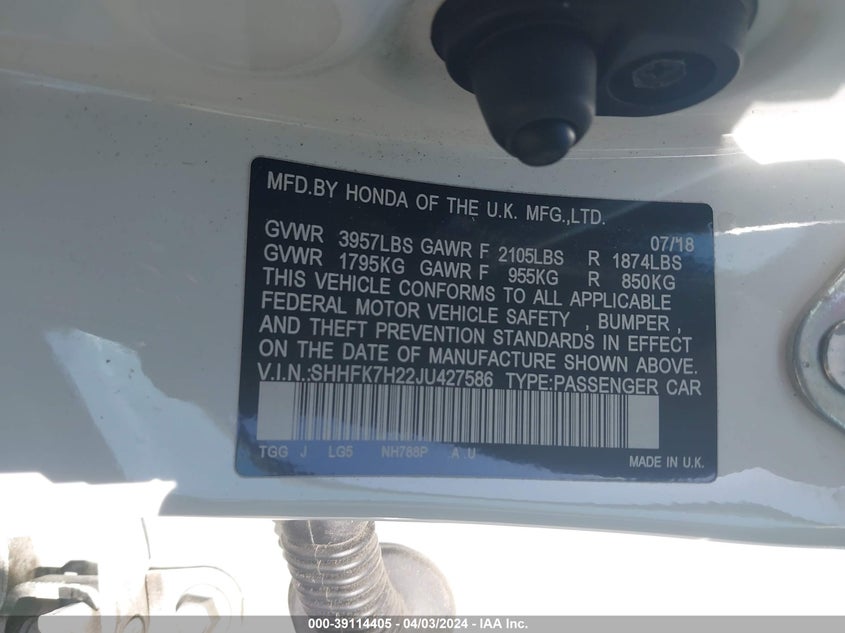 MFD.BY HONDA OF THE U.K. MFG.,LTD.
07/18
GVWR 3957LBS GAWR F 2105LBS R 1874LBS
GVWR 1795KG GAWR F 955KG R 850KG
THIS VEHICLE CONFORMS TO ALL APPLICABLE
FEDERAL MOTOR VEHICLE SAFETY , BUMPER ,
AND THEFT PREVENTION STANDARDS IN EFFECT
ON THE DATE OF MANUFACTURE SHOWN ABOVE.
V.I.N.:SHHFK7H22JU427586 TYPE:PASSENGER CAR
TGG J LG5 NH788P A U
MADE IN U.K.
000-39114405 - 04/03/2024 - IAA Inc.